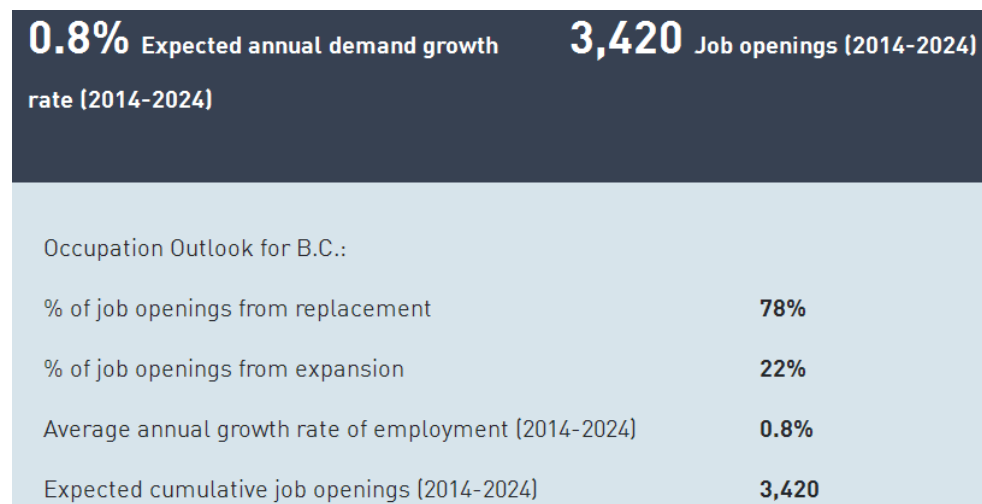 0.8% Expected annual demand growth
rate (2014-2024)
3,420 Job openings (2014-2024)
Occupation Outlook for B.C.:
% of job openings from replacement 78%
% of job openings from expansion 22%
Average annual growth rate of employment (2014-2024) 0.8%
Expected cumulative job openings (2014-2024) 3,420